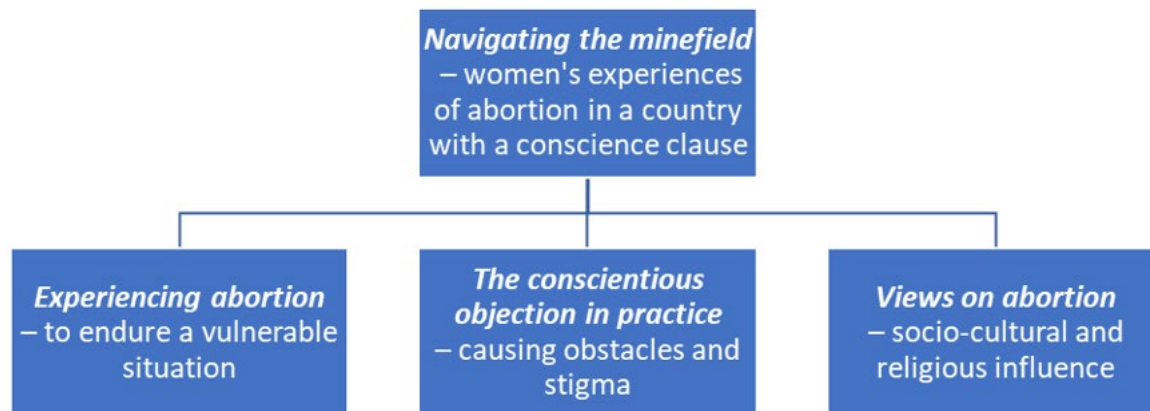 Navigating the minefield
– women's experiences
of abortion in a country
with a conscience clause
Experiencing abortion
– to endure a vulnerable
situation
The conscientious
objection in practice
– causing obstacles and
stigma
Views on abortion
– socio-cultural and
religious influence